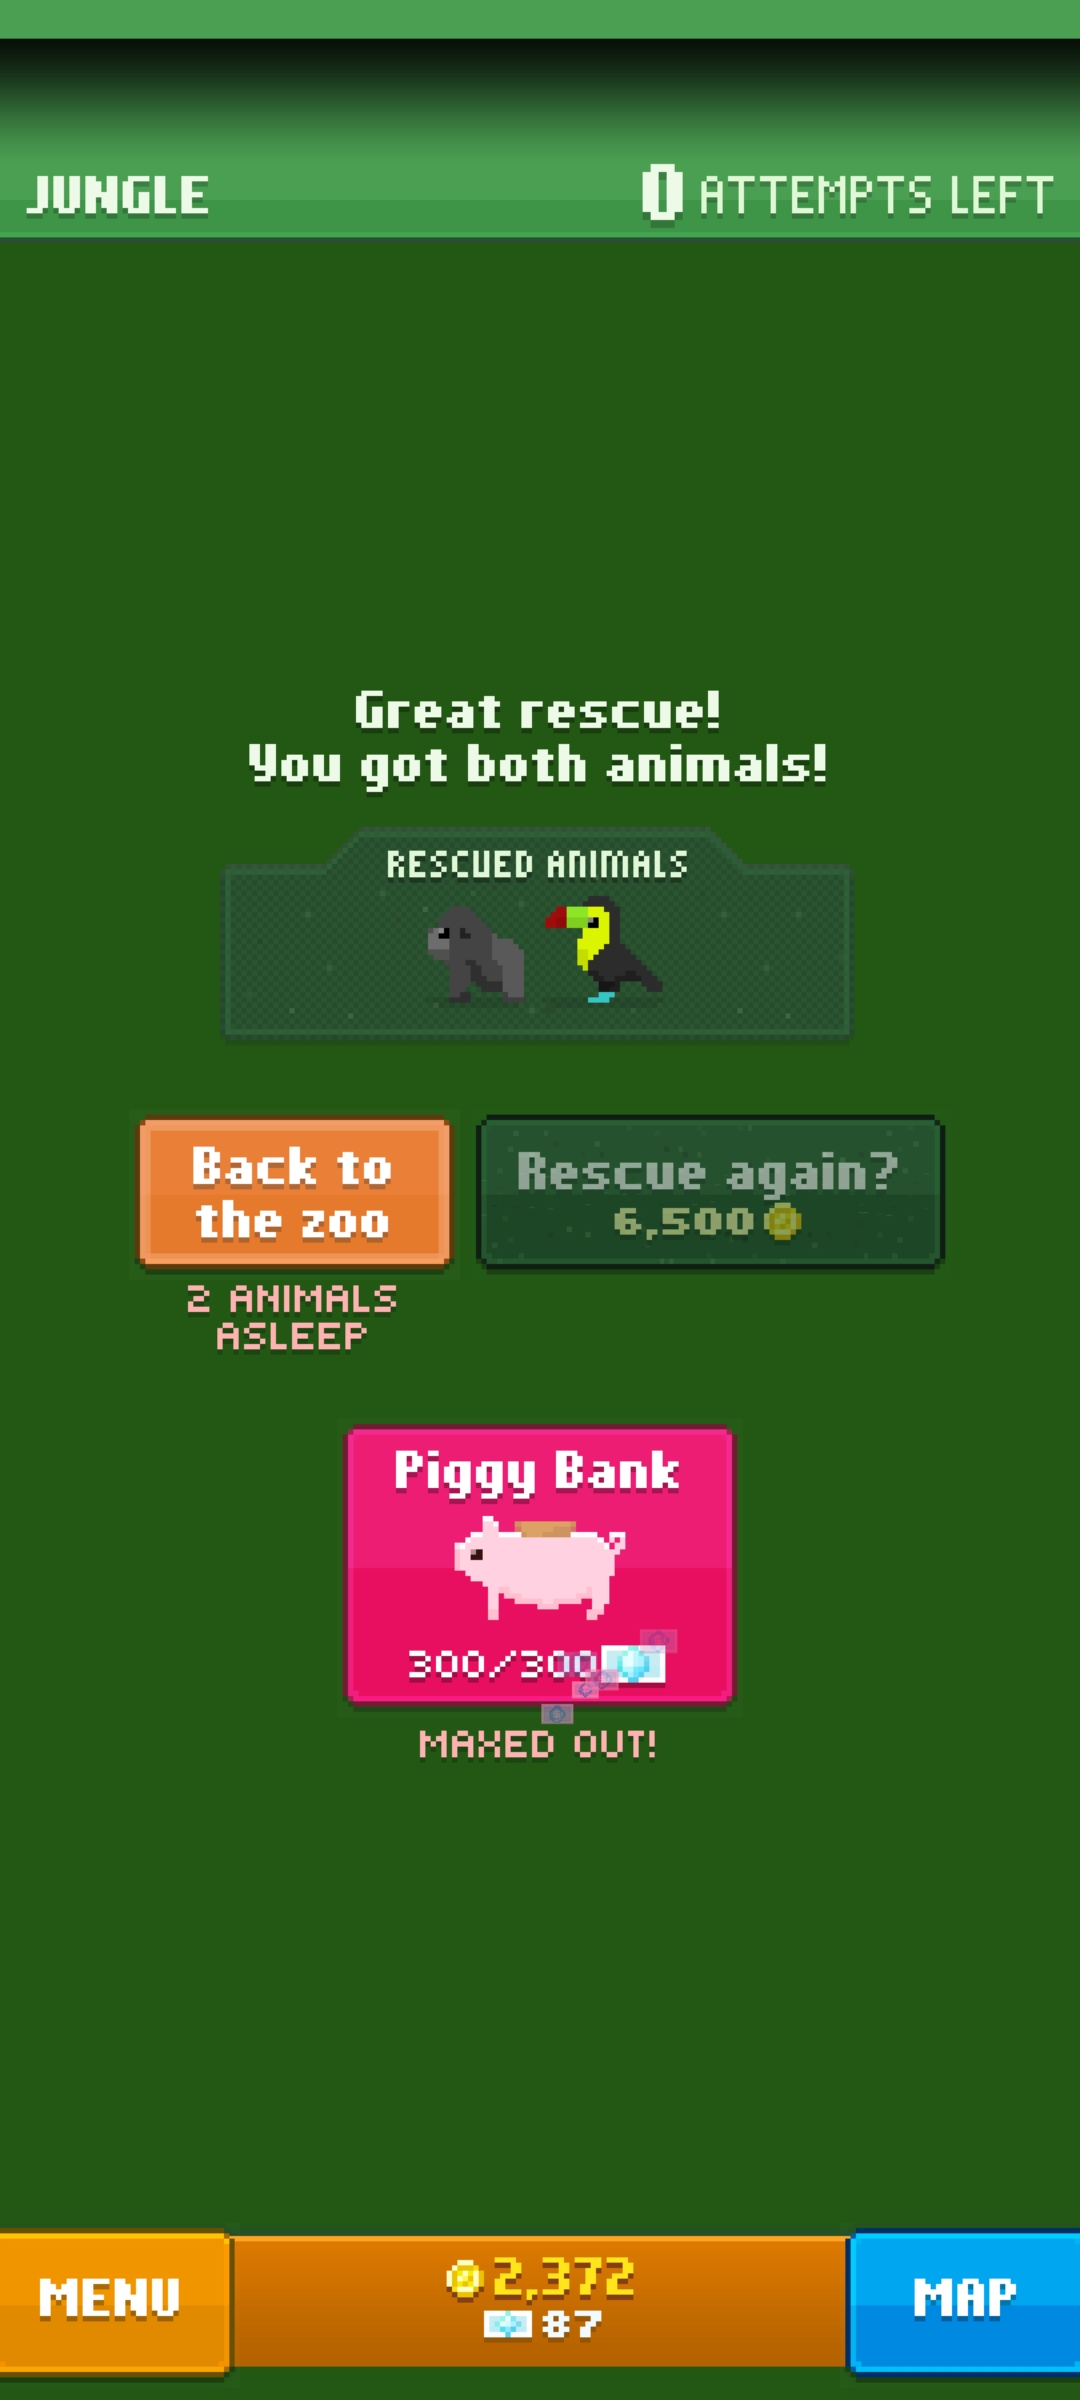 JUNGLE
0 ATTEMPTS LEFT
Great rescue!
You got both animals!
RESCUED ANIMALS
Back to
the zoo
Rescue again?
6,500
2 ANIMALS
ASLEEP
Piggy Bank
300/300
MAXED OUT!
MENU
2,372
87
MAP